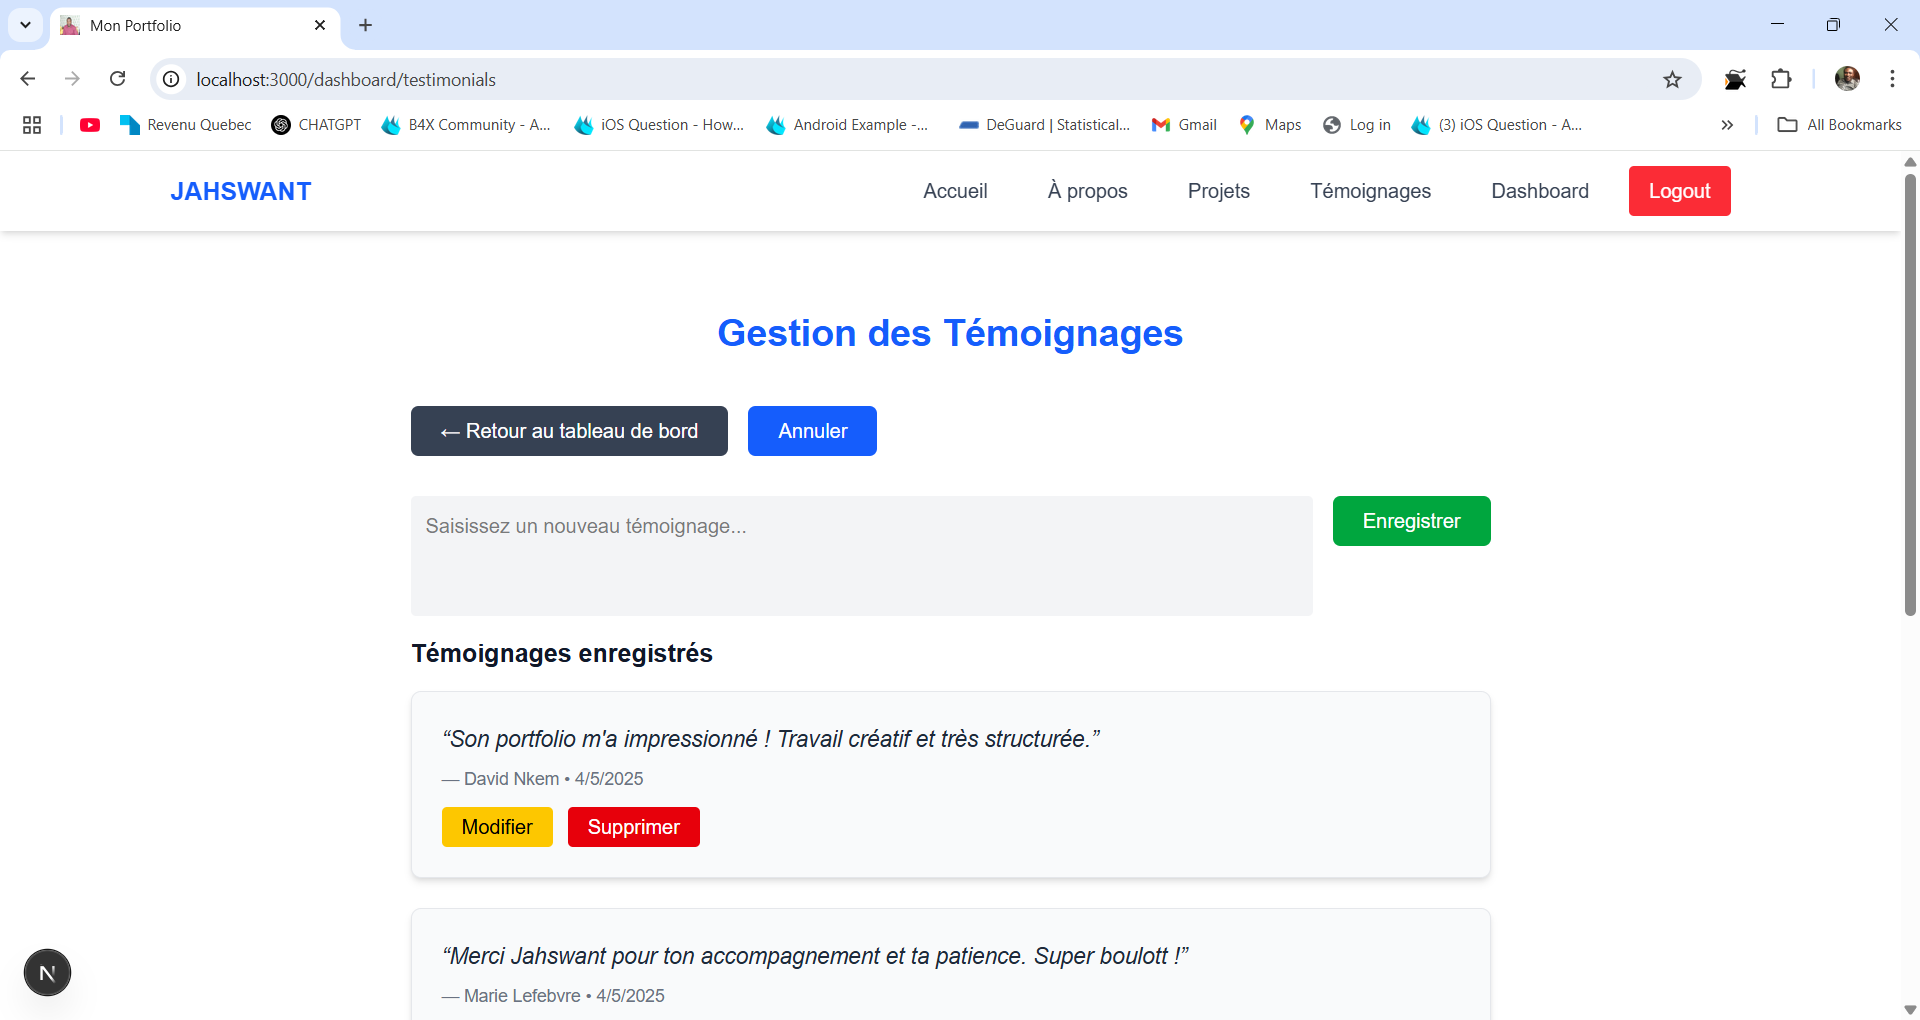 Mon Portfolio
localhost:3000/dashboard/testimonials
Revenu Quebec CHATGPT B4X Community - A... iOS Question - How... Android Example -... DeGuard | Statistical... Gmail Maps Log in (3) iOS Question - A... All Bookmarks
JAHSWANT Accueil À propos Projets Témoignages Dashboard Logout
Gestion des Témoignages
← Retour au tableau de bord Annuler
Saisissez un nouveau témoignage... Enregistrer
Témoignages enregistrés
“Son portfolio m'a impressionné ! Travail créatif et très structurée.”
— David Nkem • 4/5/2025
Modifier Supprimer
“Merci Jahswant pour ton accompagnement et ta patience. Super boulott !”
— Marie Lefebvre • 4/5/2025
N